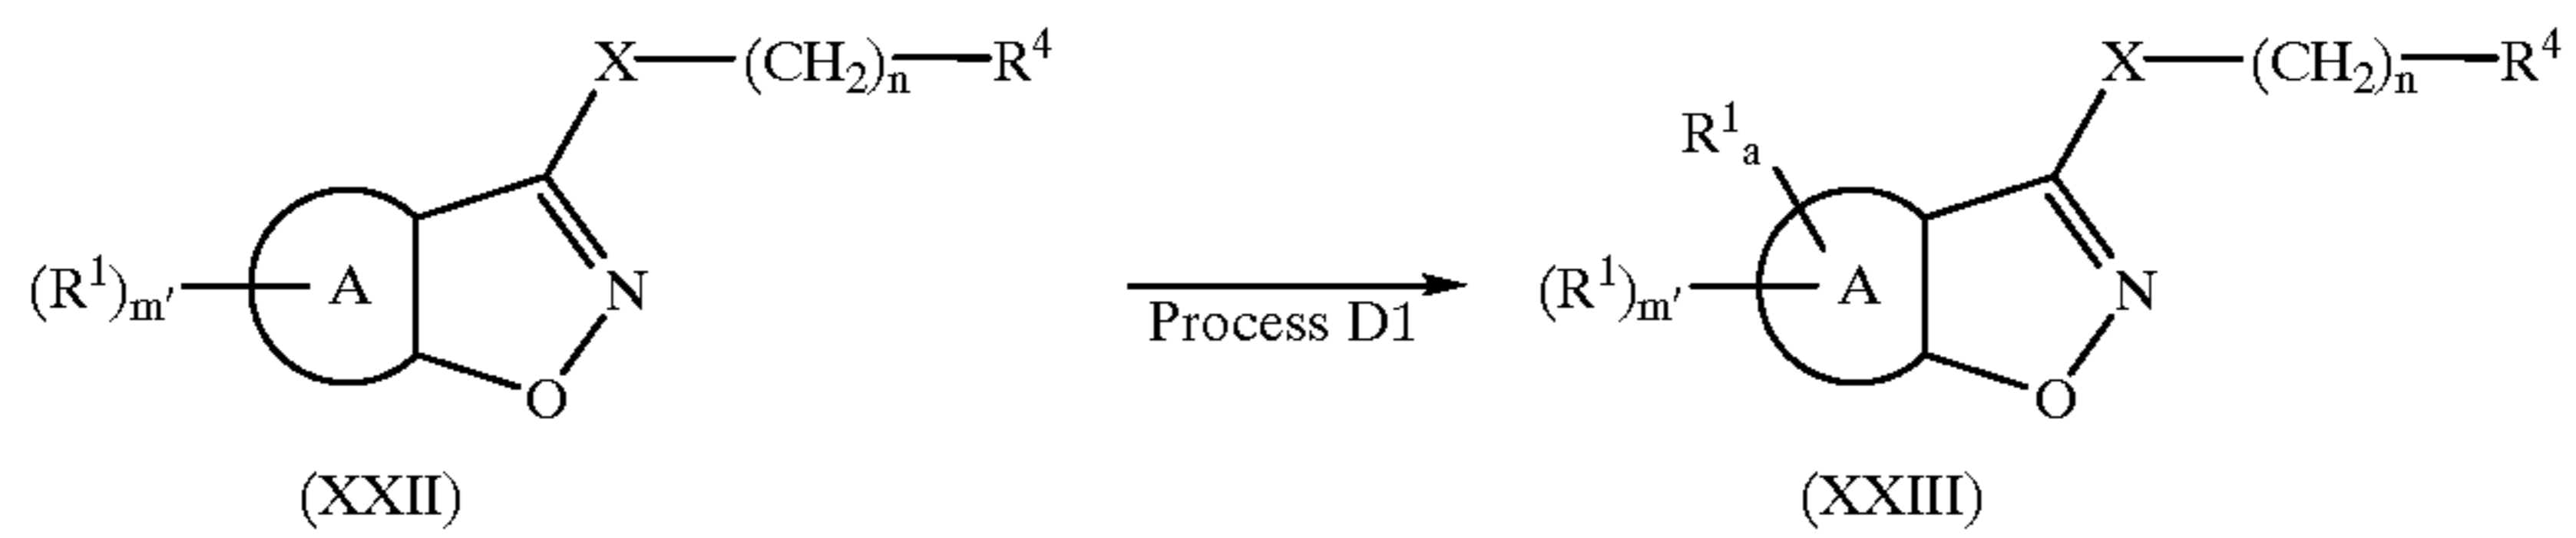 X—(CH₂)ₙ—R⁴ X—(CH₂)ₙ—R⁴
R¹ₐ
(R¹)m′ A N (R¹)m′ A N
Process D1
O O
(XXII) (XXIII)